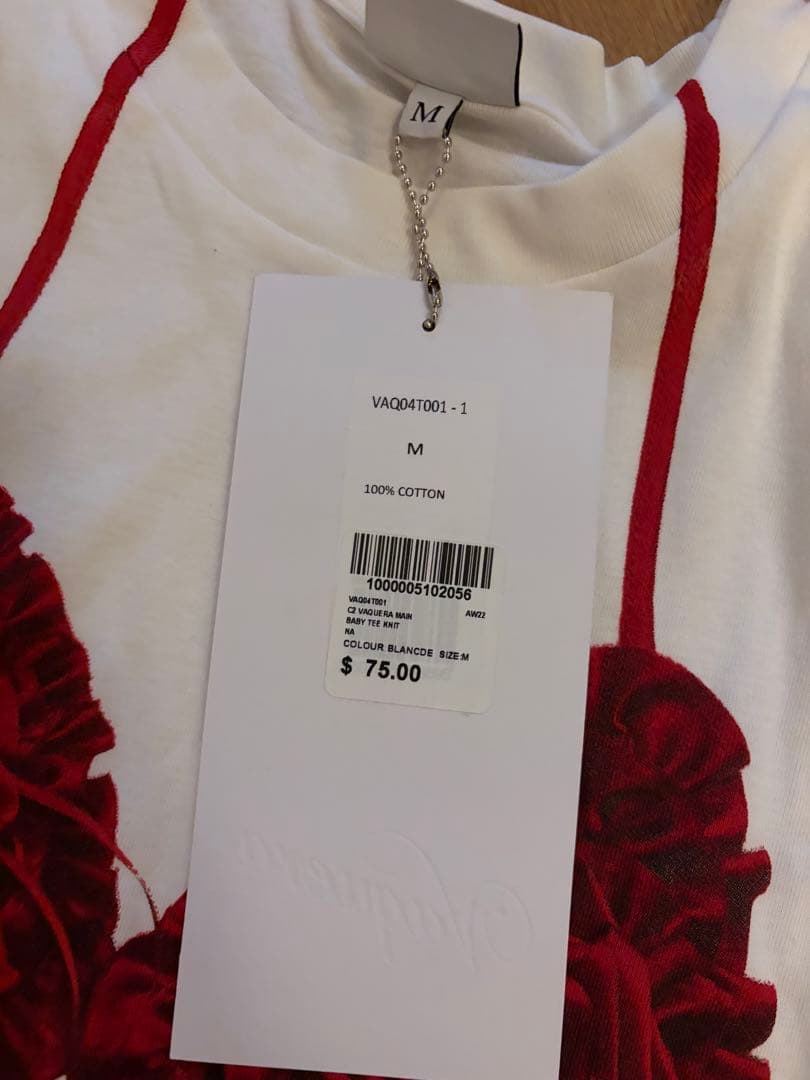 M
VAQ04T001 - 1
M
100% COTTON
1000005102056
VAQ04T001 AW22
C2 VAQUERA MAIN
BABY TEE KNIT
NA
COLOUR BLANCDE SIZE:M
$ 75.00
Vaquera